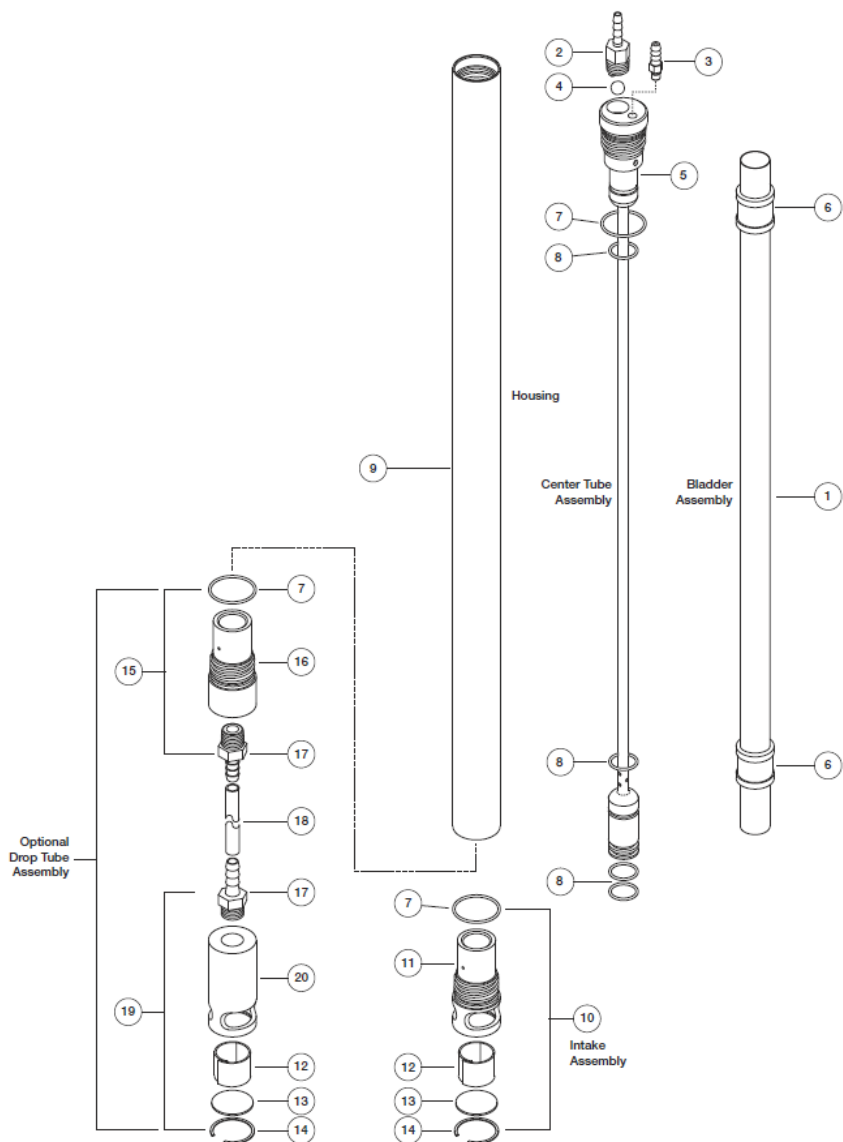 2
3
4
5
7
6
8
Housing
9
Center Tube
Assembly
Bladder
Assembly
1
7
15
16
17
18
Optional
Drop Tube
Assembly
17
20
19
12
13
14
8
6
8
7
11
10
Intake
Assembly
12
13
14